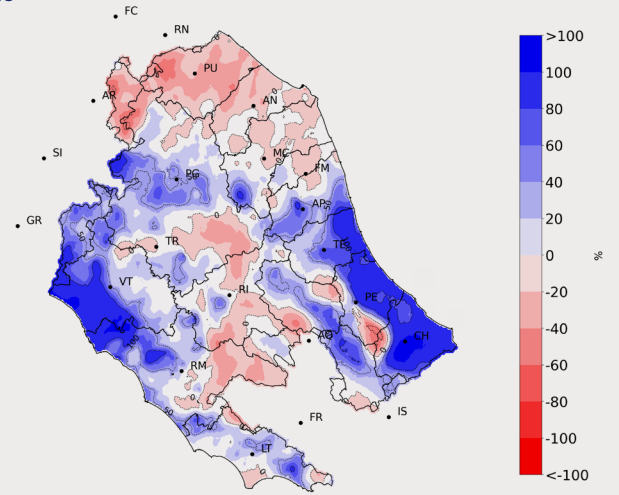 FC
RN
>100
PU
100
AR
AN
80
SI
MC
60
FM
PG
40
AP
GR
20
TR
TE
0
%
VT
RI
-20
PE
-40
AQ
CH
RM
-60
FR
IS
-80
LT
-100
<-100